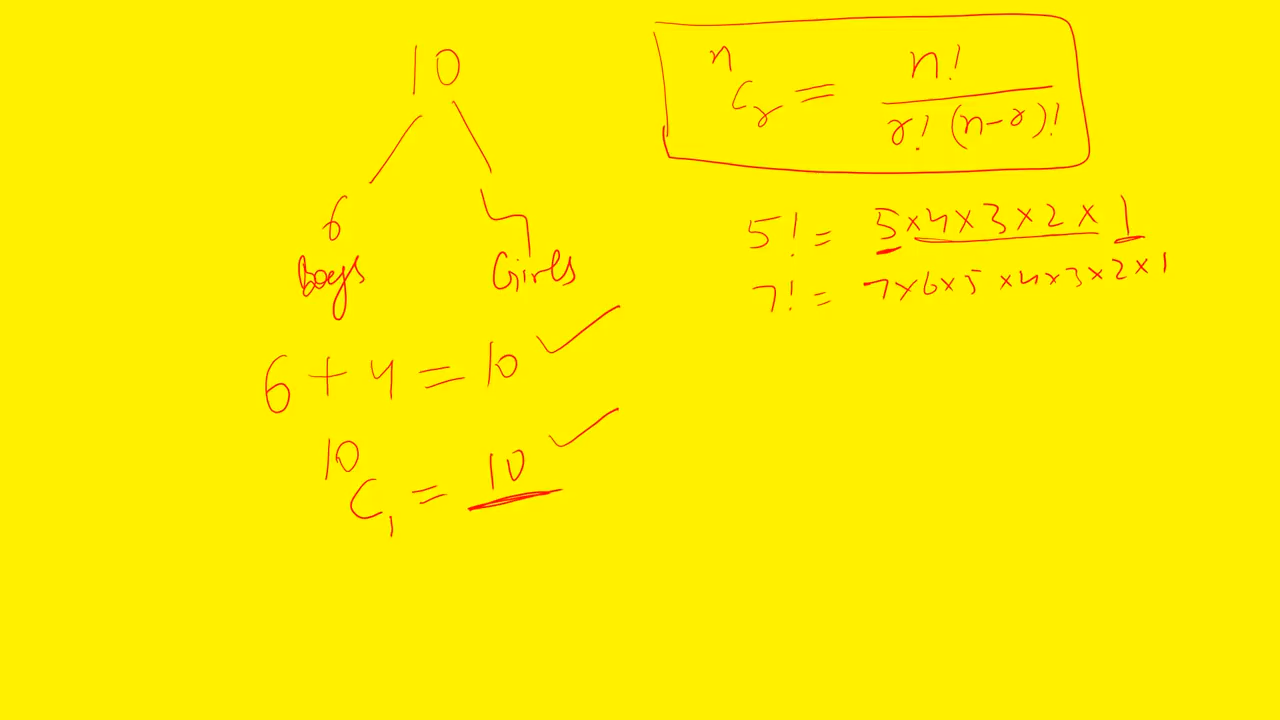 10
6 4
Boys Girls
6 + 4 = 10 ✓
¹⁰C₁ = 10 ✓
ⁿCᵣ = n! / r! (n-r)!
5! = 5×4×3×2×1
7! = 7×6×5×4×3×2×1